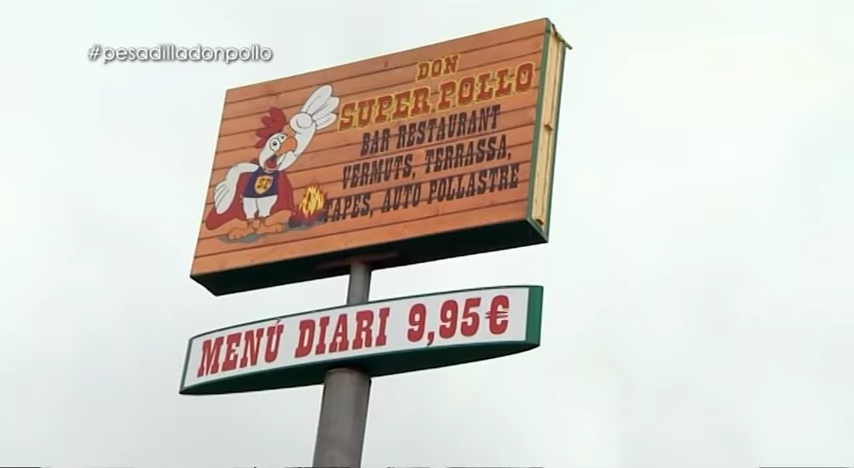 #pesadilladonpollo
DON
SUPER POLLO
BAR RESTAURANT
VERMUTS, TERRASSA,
TAPES, AUTO POLLASTRE
MENÚ DIARI 9,95€